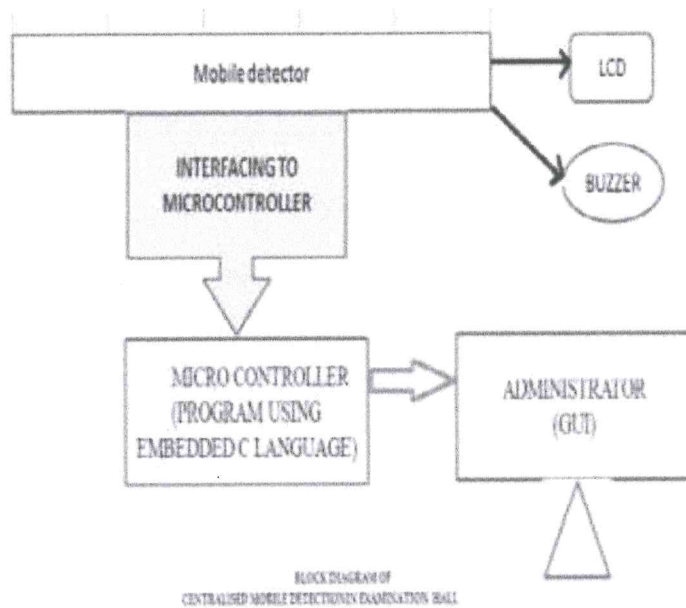 Mobile detector
LCD
INTERFACING TO
MICROCONTROLLER
BUZZER
MICRO CONTROLLER
(PROGRAM USING
EMBEDDED C LANGUAGE)
ADMINISTRATOR
(GUI)
BLOCK DIAGRAM OF
CENTRALISED MOBILE DETECTIONIN EXAMINATION HALL